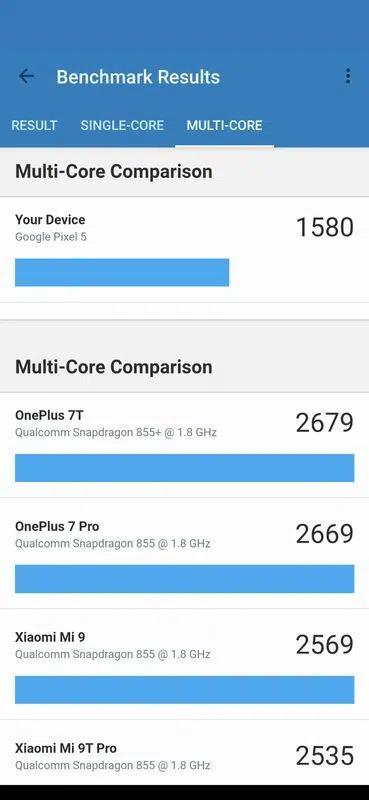 Benchmark Results
RESULT SINGLE-CORE MULTI-CORE
Multi-Core Comparison
Your Device 1580
Google Pixel 5
Multi-Core Comparison
OnePlus 7T 2679
Qualcomm Snapdragon 855+ @ 1.8 GHz
OnePlus 7 Pro 2669
Qualcomm Snapdragon 855 @ 1.8 GHz
Xiaomi Mi 9 2569
Qualcomm Snapdragon 855 @ 1.8 GHz
Xiaomi Mi 9T Pro 2535
Qualcomm Snapdragon 855 @ 1.8 GHz